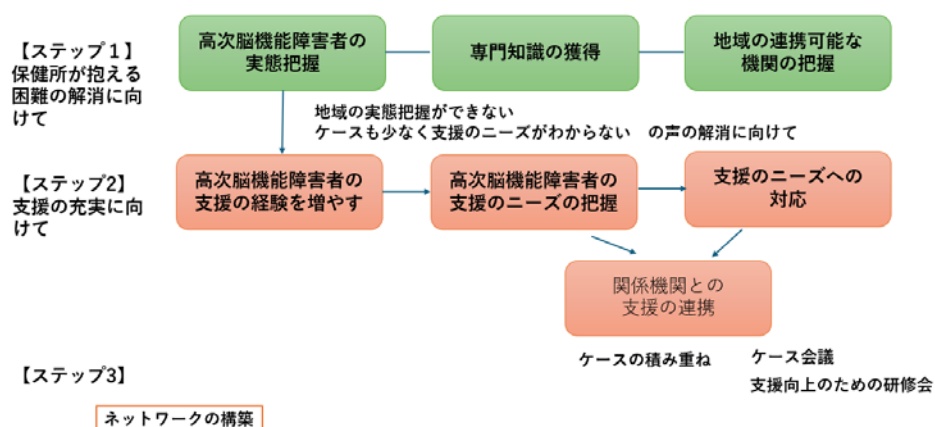 【ステップ１】
保健所が抱える
困難の解消に向
けて
高次脳機能障害者の
実態把握
専門知識の獲得
地域の連携可能な
機関の把握
地域の実態把握ができない
ケースも少なく支援のニーズがわからない　の声の解消に向けて
【ステップ2】
支援の充実に向
けて
高次脳機能障害者の
支援の経験を増やす
高次脳機能障害者の
支援のニーズの把握
支援のニーズへの
対応
関係機関との
支援の連携
ケースの積み重ね
ケース会議
支援向上のための研修会
【ステップ3】
ネットワークの構築